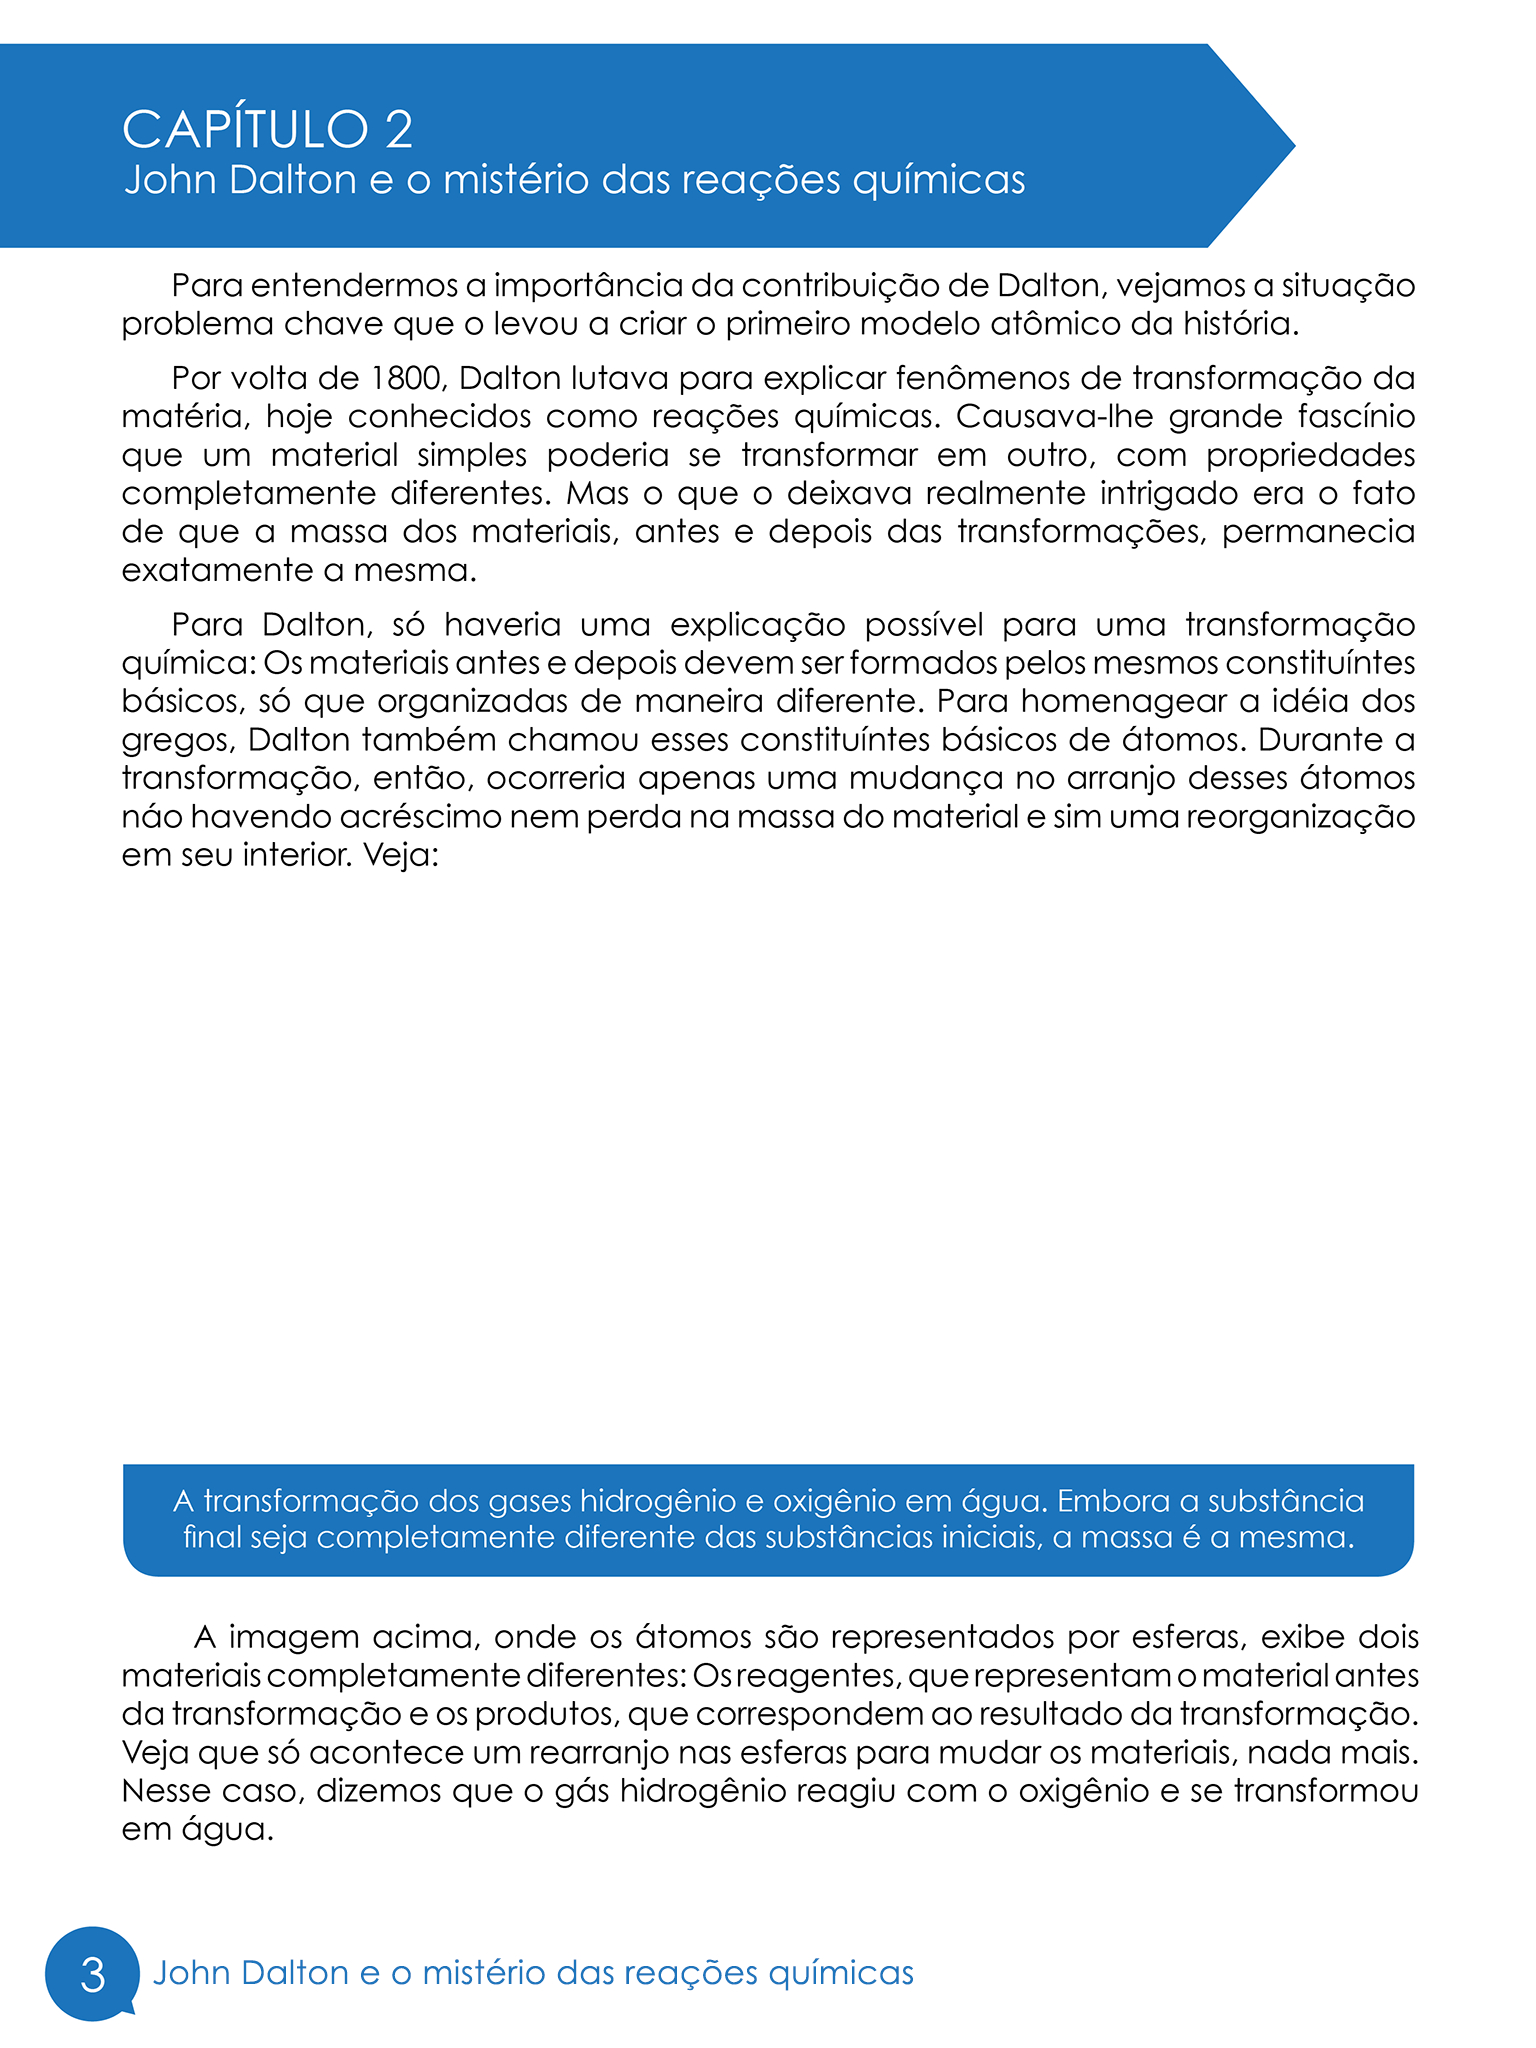 CAPÍTULO 2
John Dalton e o mistério das reações químicas
Para entendermos a importância da contribuição de Dalton, vejamos a situação
problema chave que o levou a criar o primeiro modelo atômico da história.
Por volta de 1800, Dalton lutava para explicar fenômenos de transformação da
matéria, hoje conhecidos como reações químicas. Causava-lhe grande fascínio
que um material simples poderia se transformar em outro, com propriedades
completamente diferentes. Mas o que o deixava realmente intrigado era o fato
de que a massa dos materiais, antes e depois das transformações, permanecia
exatamente a mesma.
Para Dalton, só haveria uma explicação possível para uma transformação
química: Os materiais antes e depois devem ser formados pelos mesmos constituíntes
básicos, só que organizadas de maneira diferente. Para homenagear a idéia dos
gregos, Dalton também chamou esses constituíntes básicos de átomos. Durante a
transformação, então, ocorreria apenas uma mudança no arranjo desses átomos
náo havendo acréscimo nem perda na massa do material e sim uma reorganização
em seu interior. Veja:
A transformação dos gases hidrogênio e oxigênio em água. Embora a substância
final seja completamente diferente das substâncias iniciais, a massa é a mesma.
A imagem acima, onde os átomos são representados por esferas, exibe dois
materiais completamente diferentes: Os reagentes, que representam o material antes
da transformação e os produtos, que correspondem ao resultado da transformação.
Veja que só acontece um rearranjo nas esferas para mudar os materiais, nada mais.
Nesse caso, dizemos que o gás hidrogênio reagiu com o oxigênio e se transformou
em água.
3 John Dalton e o mistério das reações químicas